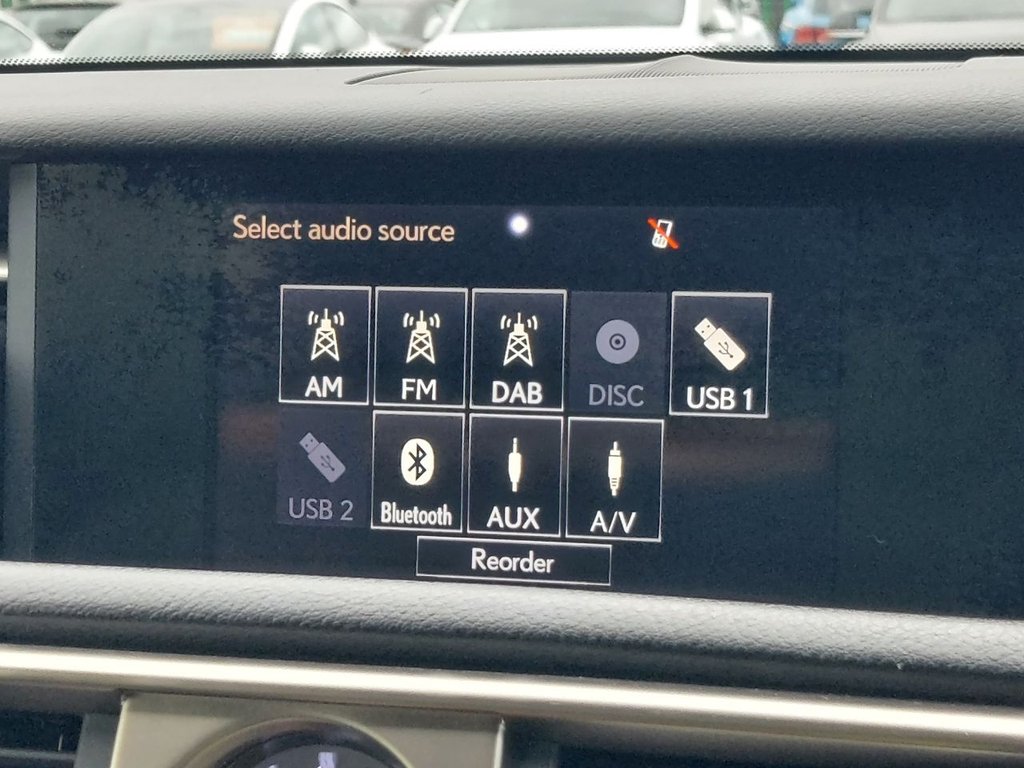 Select audio source
AM FM DAB DISC USB 1
USB 2 Bluetooth AUX A/V
Reorder